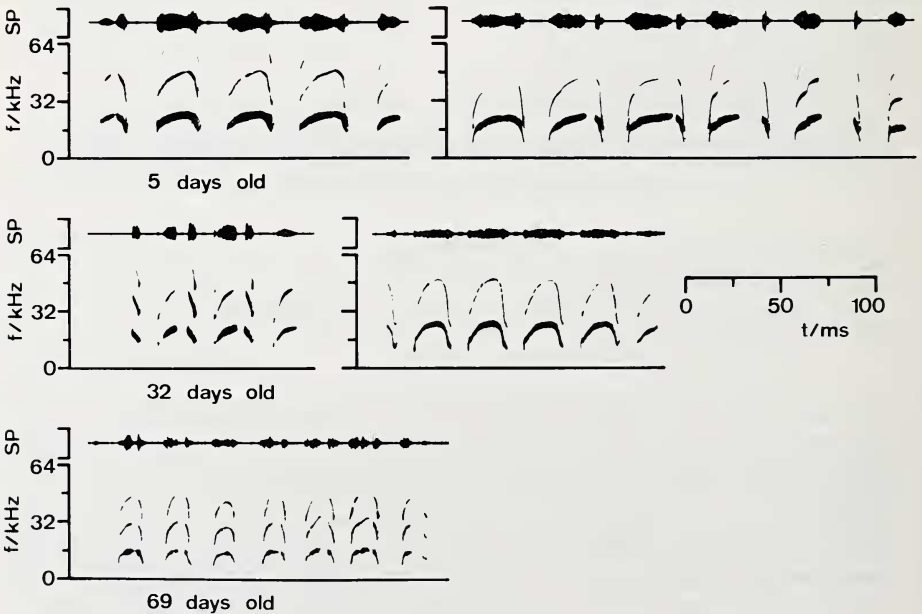 SP
64
32
0
f/kHz
5 days old
SP
64
32
0
f/kHz
32 days old
0 50 100
t/ms
SP
64
32
0
f/kHz
69 days old